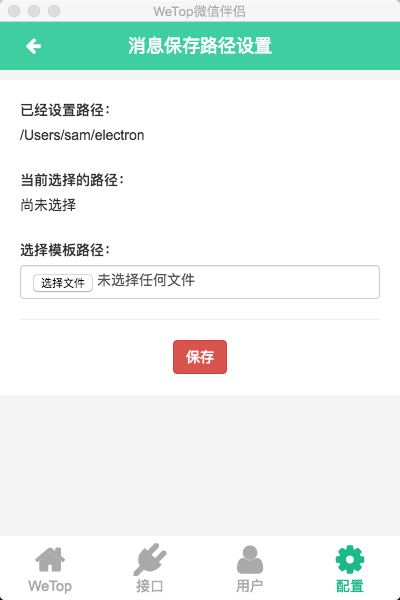 WeTop微信伴侣
消息保存路径设置
已经设置路径：
/Users/sam/electron
当前选择的路径：
尚未选择
选择模板路径：
选择文件 未选择任何文件
保存
WeTop 接口 用户 配置